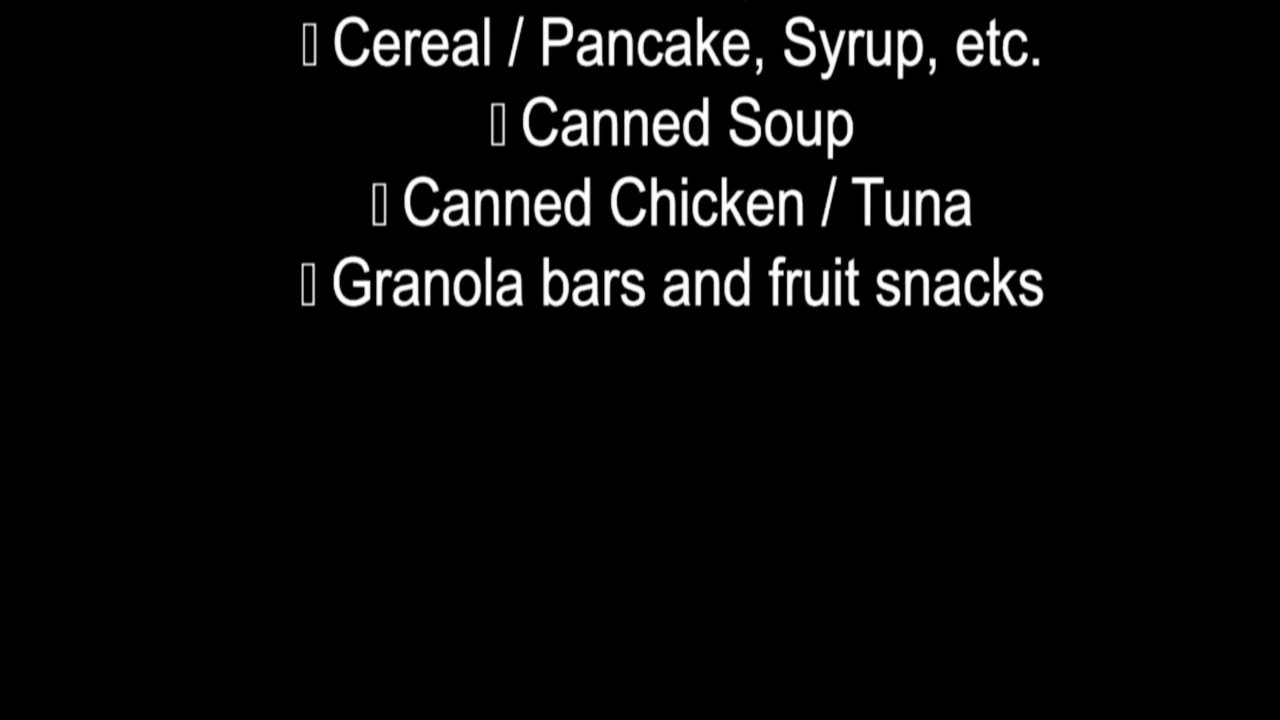 ▯ Cereal / Pancake, Syrup, etc.
▯ Canned Soup
▯ Canned Chicken / Tuna
▯ Granola bars and fruit snacks